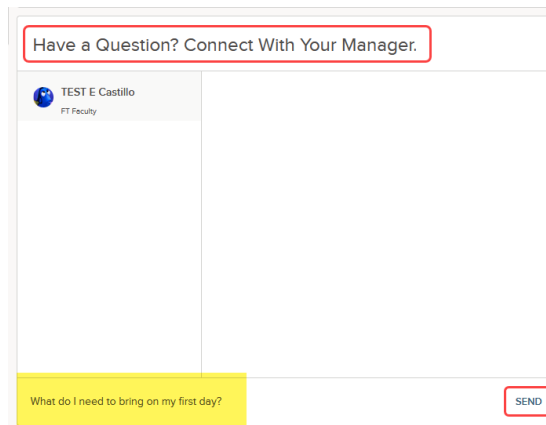 Have a Question? Connect With Your Manager.
TEST E Castillo
FT Faculty
What do I need to bring on my first day?
SEND